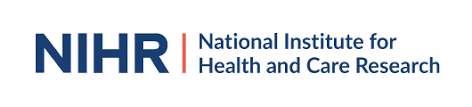 NIHR
National Institute for
Health and Care Research